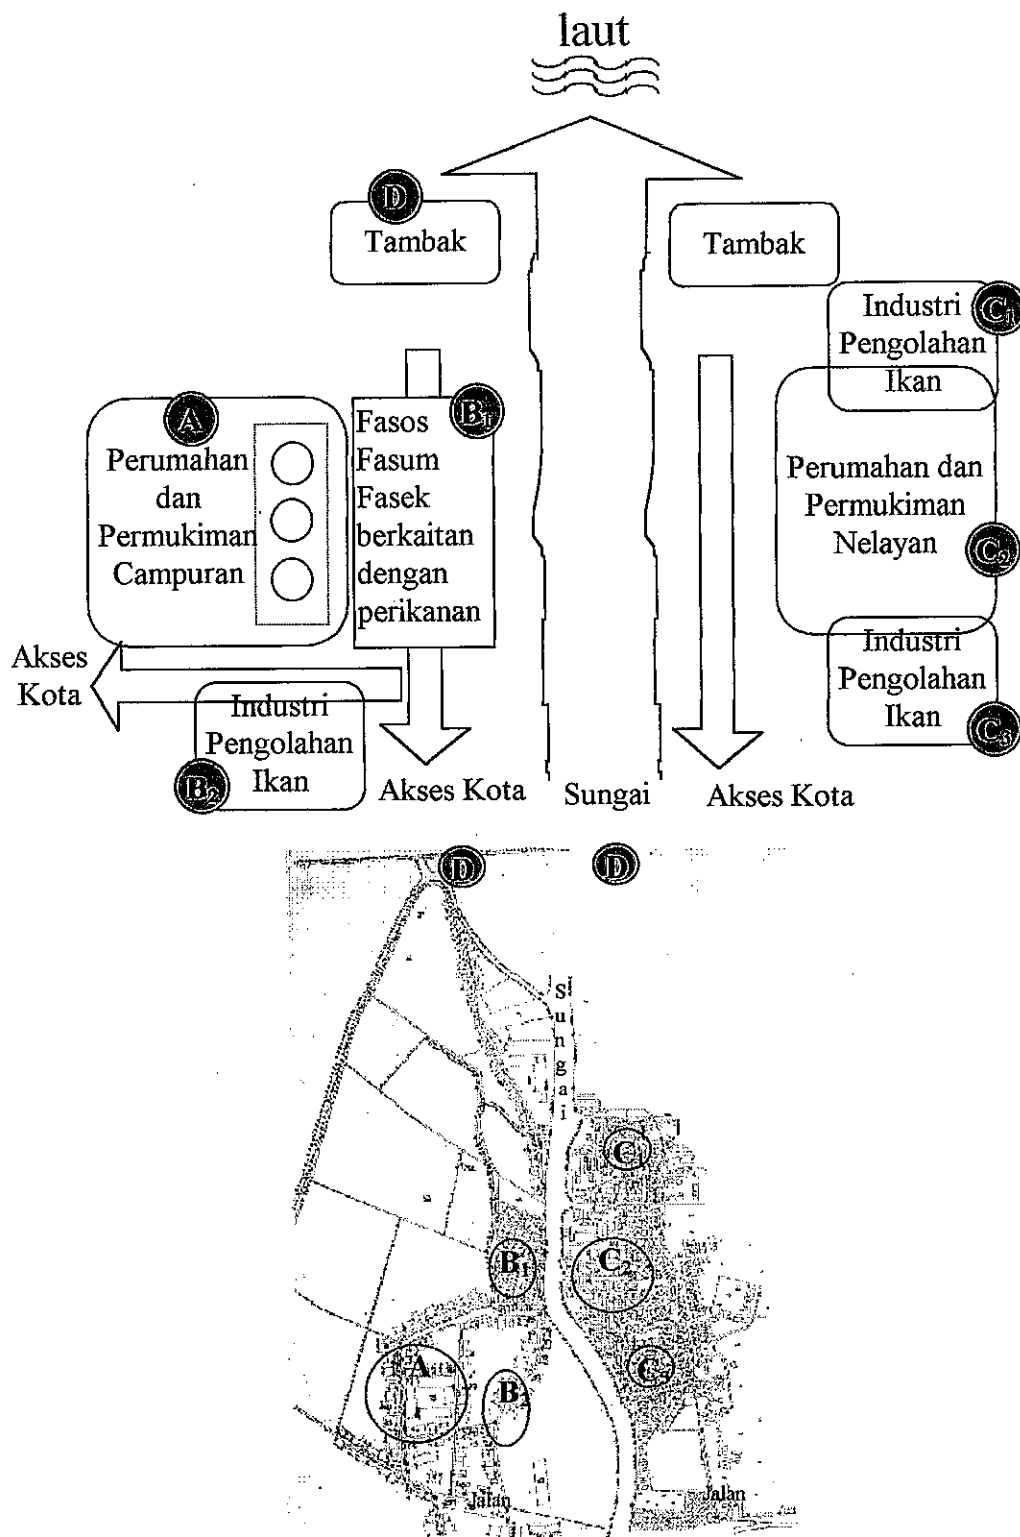 laut
D
Tambak
Tambak
Industri
Pengolahan
Ikan
C1
A
Perumahan
dan
Permukiman
Campuran
Fasos
Fasum
Fasek
berkaitan
dengan
perikanan
B1
Perumahan dan
Permukiman
Nelayan
C2
Akses
Kota
Industri
Pengolahan
Ikan
B2
Industri
Pengolahan
Ikan
C3
Akses Kota
Sungai
Akses Kota
D
D
Sungai
C1
B1
C2
A
B2
C3
Jalan
Jalan